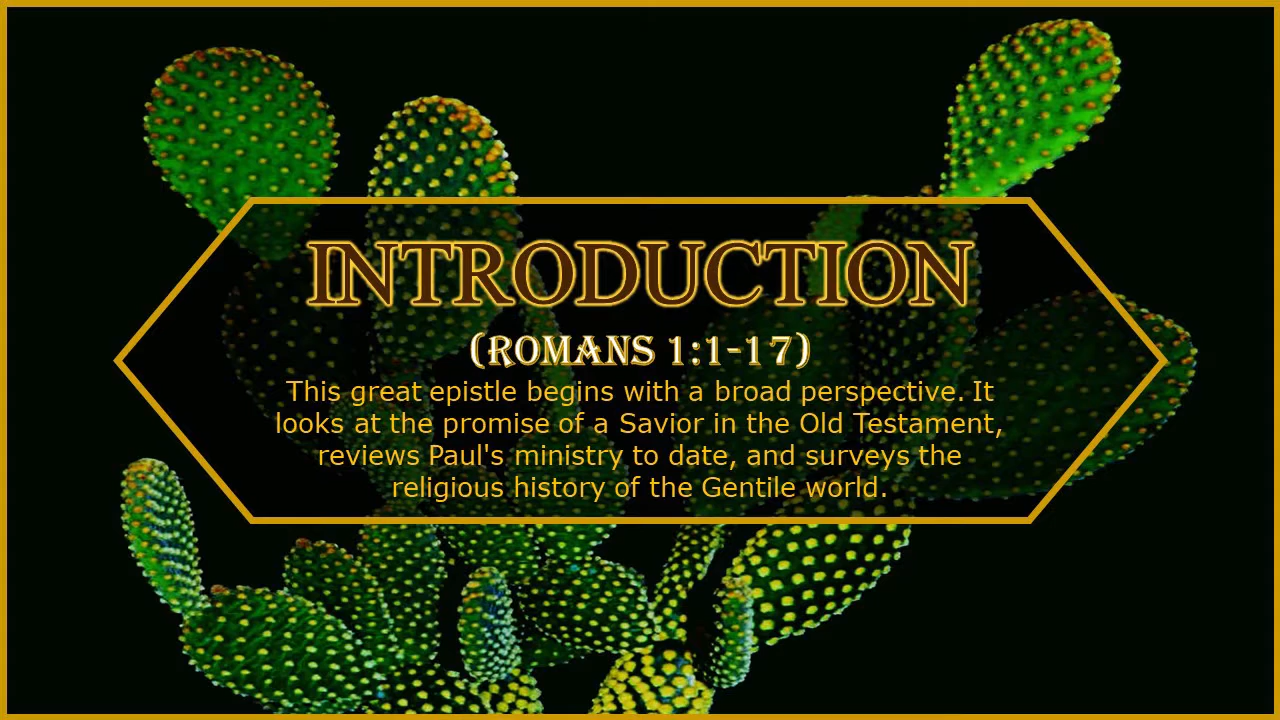 INTRODUCTION
(ROMANS 1:1-17)
This great epistle begins with a broad perspective. It
looks at the promise of a Savior in the Old Testament,
reviews Paul's ministry to date, and surveys the
religious history of the Gentile world.